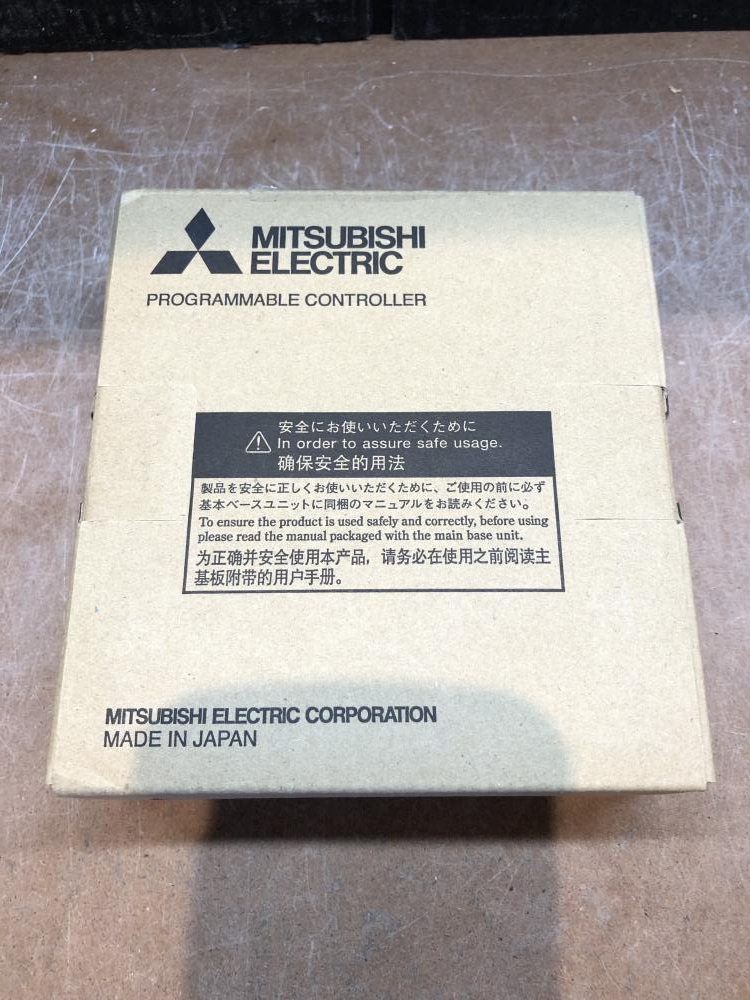 MITSUBISHI
ELECTRIC
PROGRAMMABLE CONTROLLER
安全にお使いいただくために
In order to assure safe usage.
确保安全的用法
製品を安全に正しくお使いいただくために、ご使用の前に必ず
基本ベースユニットに同梱のマニュアルをお読みください。
To ensure the product is used safely and correctly, before using
please read the manual packaged with the main base unit.
为正确并安全使用本产品，请务必在使用之前阅读主
基板附带的用户手册。
MITSUBISHI ELECTRIC CORPORATION
MADE IN JAPAN